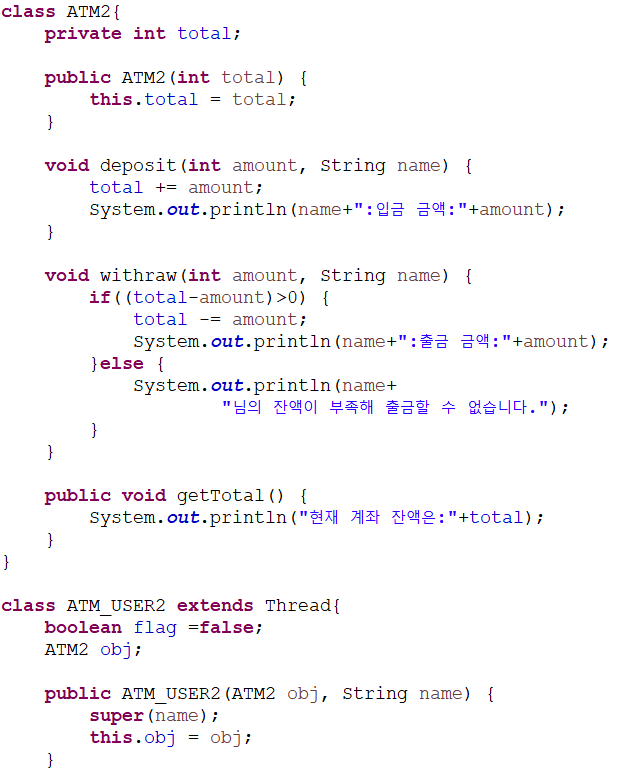 class ATM2{
    private int total;

    public ATM2(int total) {
        this.total = total;
    }

    void deposit(int amount, String name) {
        total += amount;
        System.out.println(name+":입금 금액:"+amount);
    }

    void withraw(int amount, String name) {
        if((total-amount)>0) {
            total -= amount;
            System.out.println(name+":출금 금액:"+amount);
        }else {
            System.out.println(name+
                    "님의 잔액이 부족해 출금할 수 없습니다.");
        }
    }

    public void getTotal() {
        System.out.println("현재 계좌 잔액은:"+total);
    }
}

class ATM_USER2 extends Thread{
    boolean flag =false;
    ATM2 obj;

    public ATM_USER2(ATM2 obj, String name) {
        super(name);
        this.obj = obj;
    }